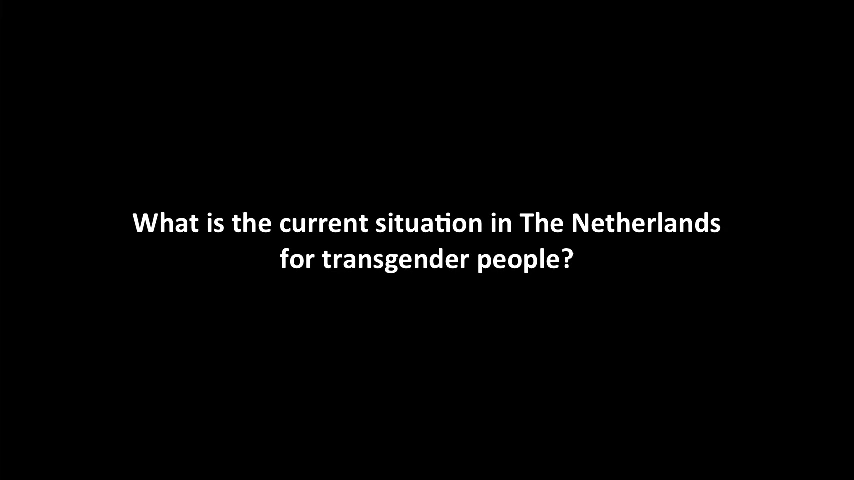 What is the current situation in The Netherlands
for transgender people?